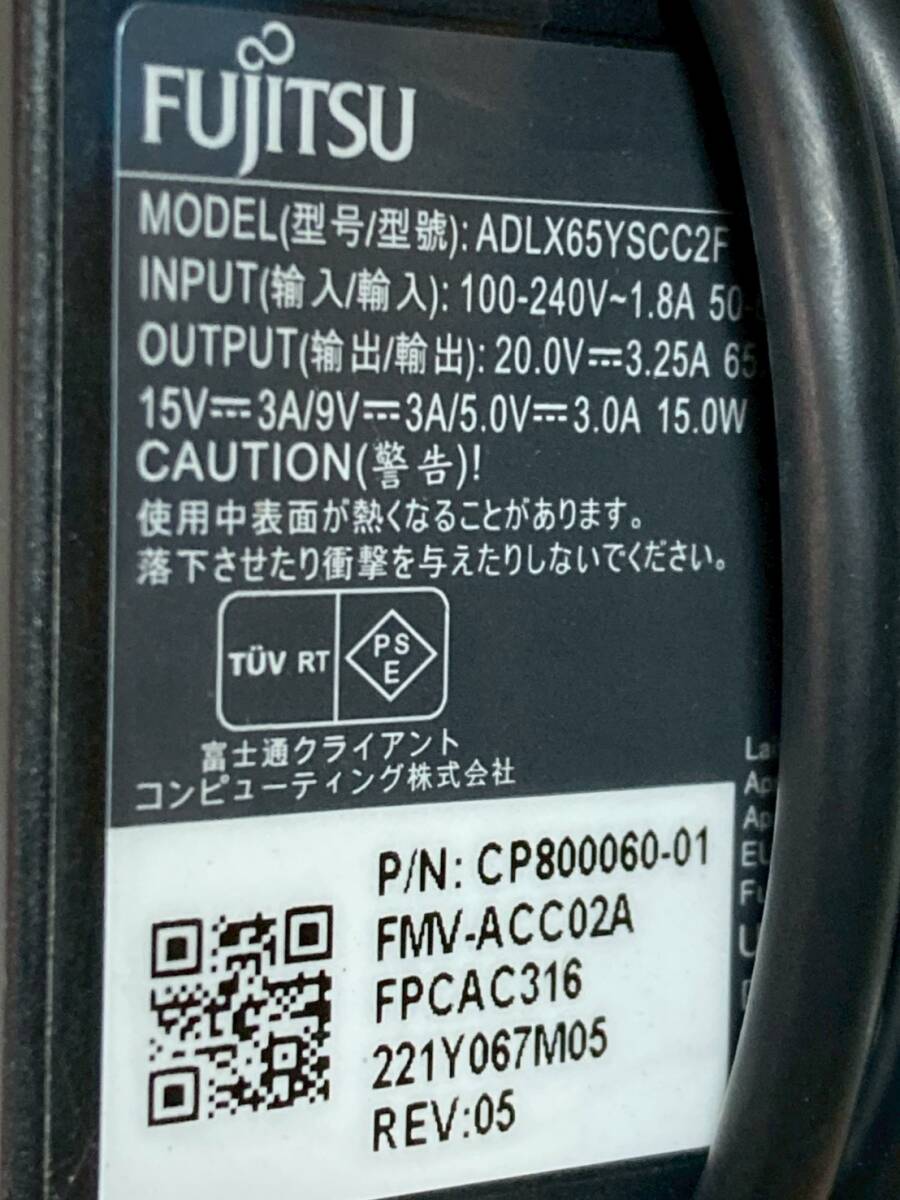 FUJITSU
MODEL(型号/型號): ADLX65YSCC2F
INPUT(输入/輸入): 100-240V~1.8A 50-
OUTPUT(输出/輸出): 20.0V⎓3.25A 65
15V⎓3A/9V⎓3A/5.0V⎓3.0A 15.0W
CAUTION(警告)!
使用中表面が熱くなることがあります。
落下させたり衝撃を与えたりしないでください。
TÜV RT
PS
E
富士通クライアント
コンピューティング株式会社
P/N: CP800060-01
FMV-ACC02A
FPCAC316
221Y067M05
REV:05